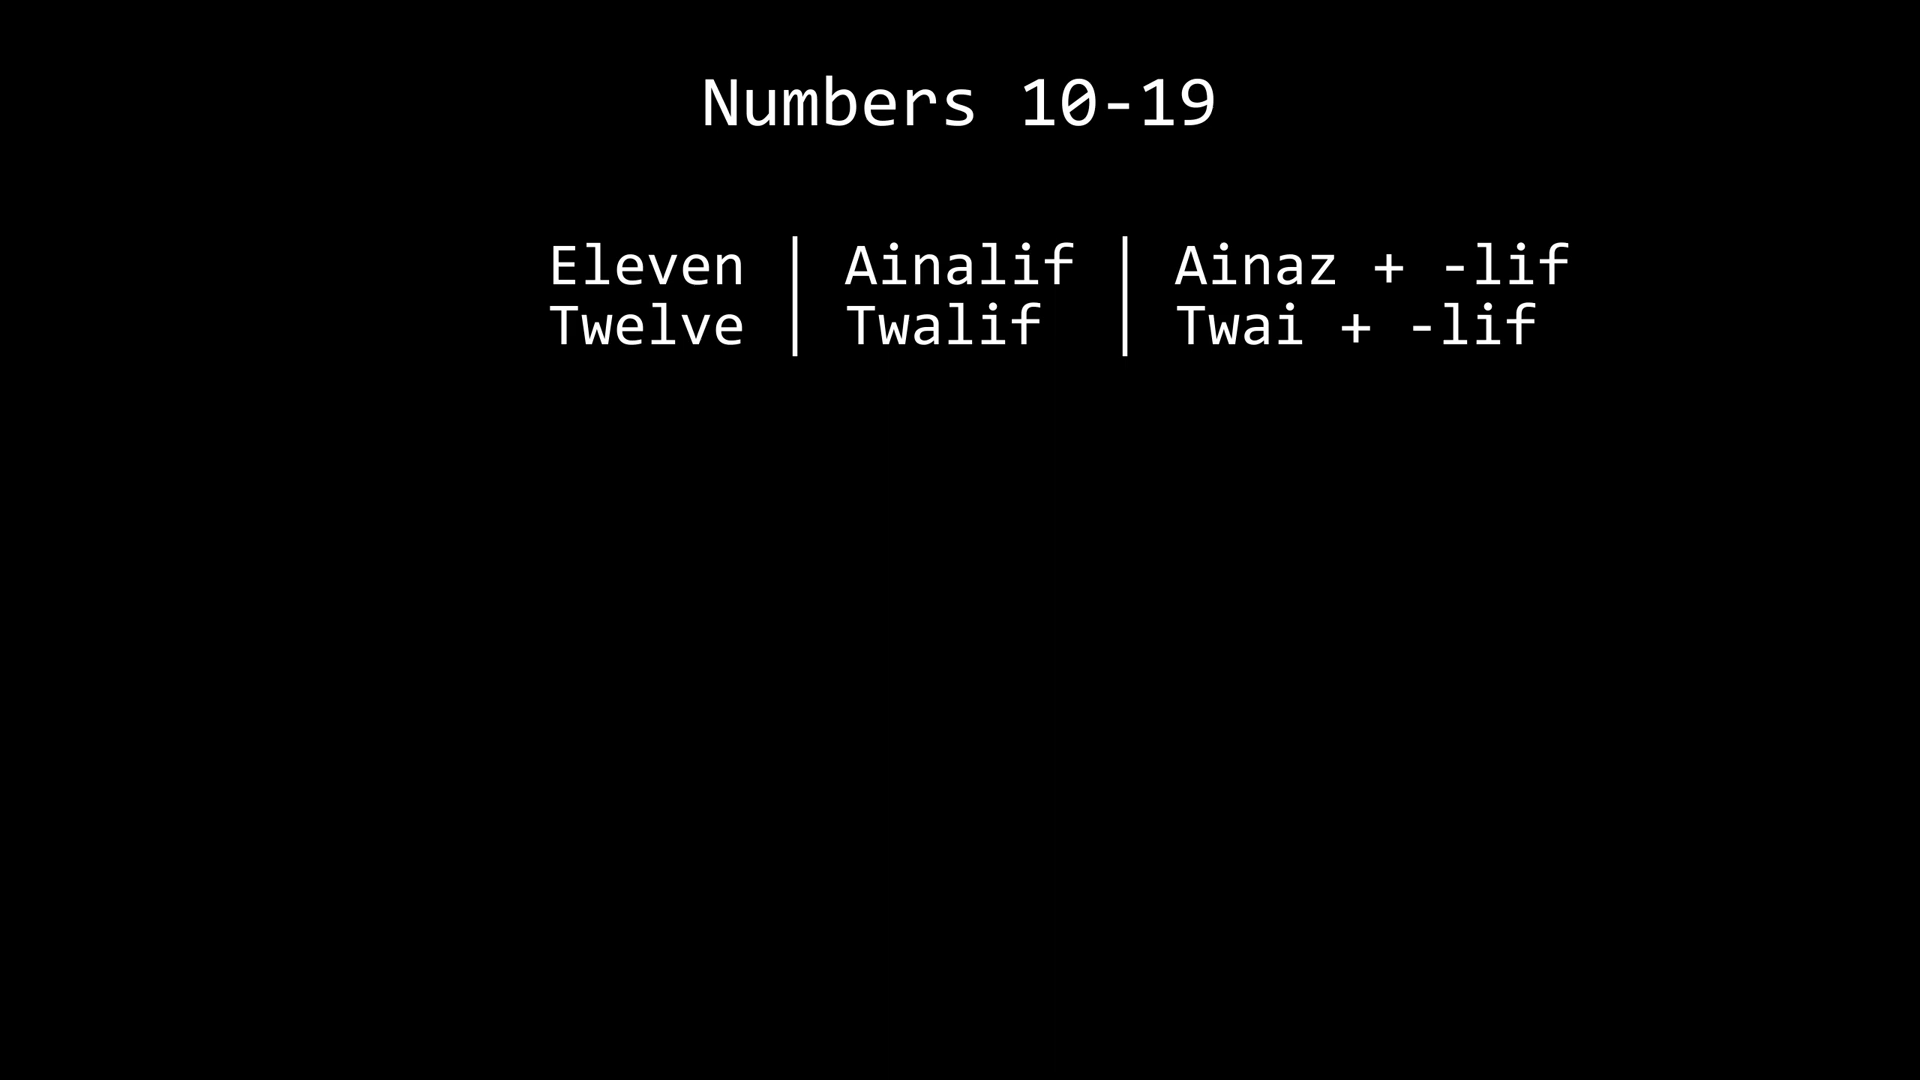 Numbers 10-19
Eleven | Ainalif | Ainaz + -lif
Twelve | Twalif | Twai + -lif